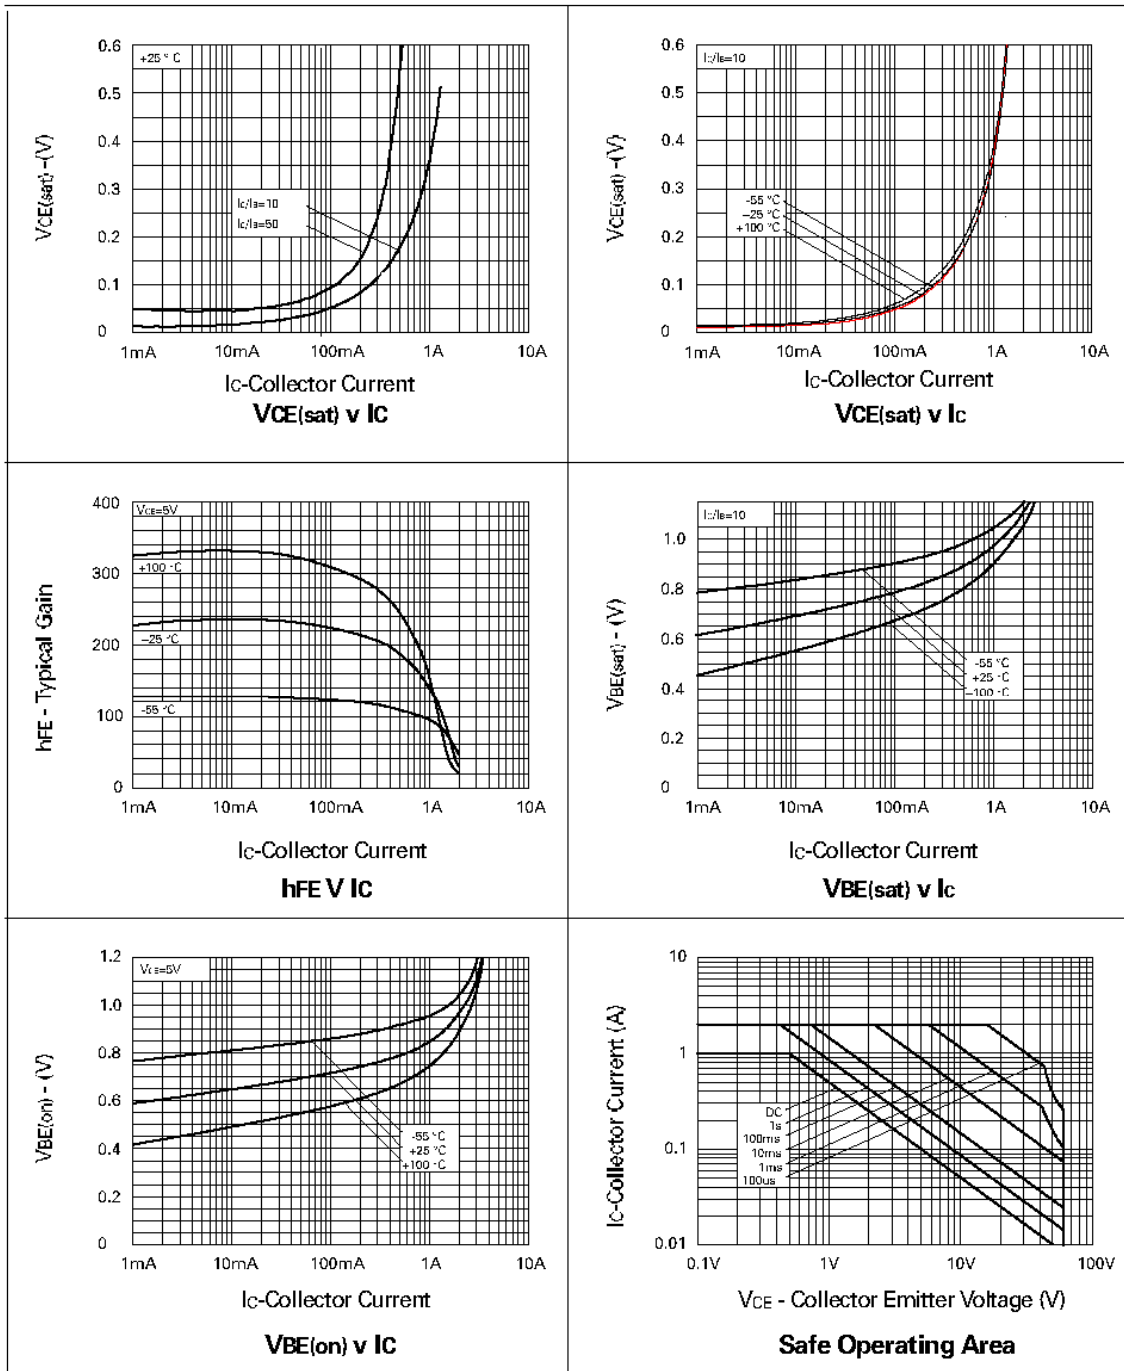 +25 ° C
0.6
0.5
0.4
0.3
0.2
0.1
0
VCE(sat) - (V)
IC/IB=10
IC/IB=50
1mA
10mA
100mA
1A
10A
IC-Collector Current
VCE(sat) v IC
IC/IB=10
0.6
0.5
0.4
0.3
0.2
0.1
0
VCE(sat) - (V)
-55 °C
–25 °C
+100 °C
1mA
10mA
100mA
1A
10A
IC-Collector Current
VCE(sat) v IC
VCE=5V
400
300
200
100
0
hFE - Typical Gain
+100 °C
–25 °C
-55 °C
1mA
10mA
100mA
1A
10A
IC-Collector Current
hFE V IC
IC/IB=10
1.0
0.8
0.6
0.4
0.2
0
VBE(sat) - (V)
-55 °C
+25 °C
–100 °C
1mA
10mA
100mA
1A
10A
IC-Collector Current
VBE(sat) v IC
VCE=5V
1.2
1.0
0.8
0.6
0.4
0.2
0
VBE(on) - (V)
-55 °C
+25 °C
+100 °C
1mA
10mA
100mA
1A
10A
IC-Collector Current
VBE(on) v IC
10
1
0.1
0.01
IC-Collector Current (A)
DC
1s
100ms
10ms
1ms
100us
0.1V
1V
10V
100V
VCE - Collector Emitter Voltage (V)
Safe Operating Area